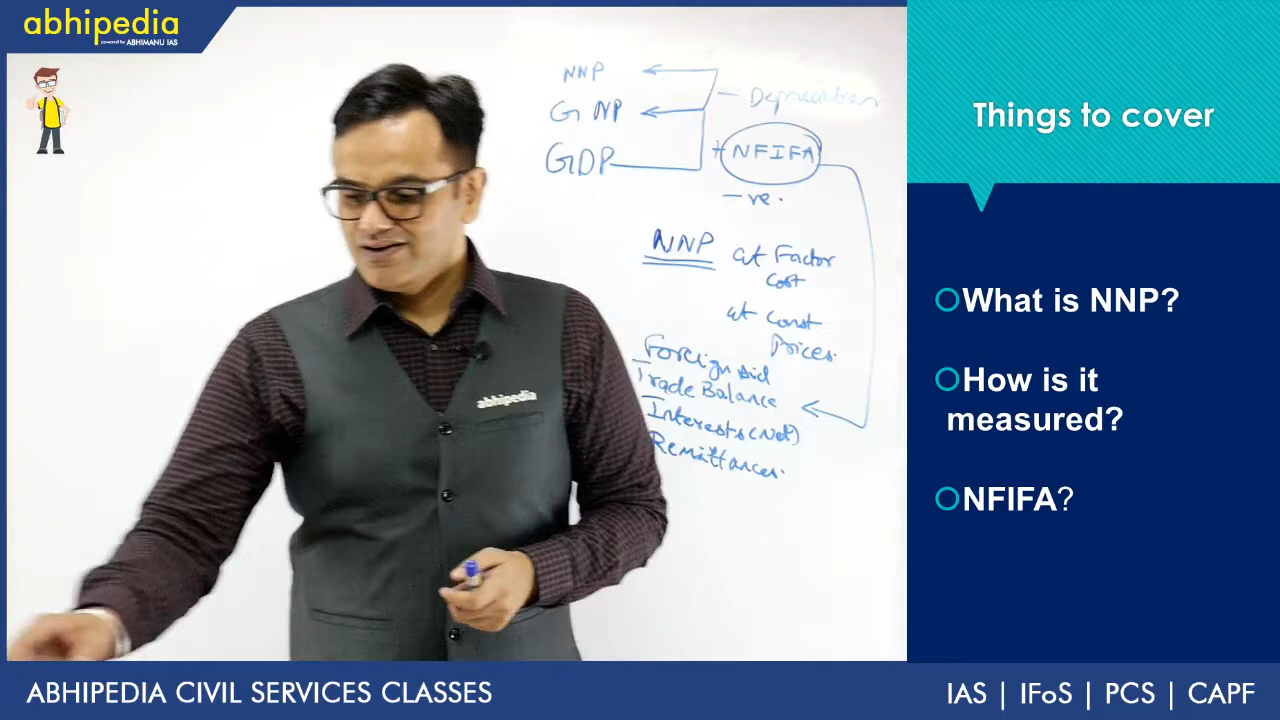 abhipedia
powered by ABHIMANU IAS
NNP
GNP
GDP
- Depreciation
+ NFIFA
-ve.
NNP at Factor
Cost
at Const
Prices.
Foreign Aid
Trade Balance
Interests (Net)
Remittances.
abhipedia
Things to cover
What is NNP?
How is it
measured?
NFIFA?
ABHIPEDIA CIVIL SERVICES CLASSES
IAS | IFoS | PCS | CAPF